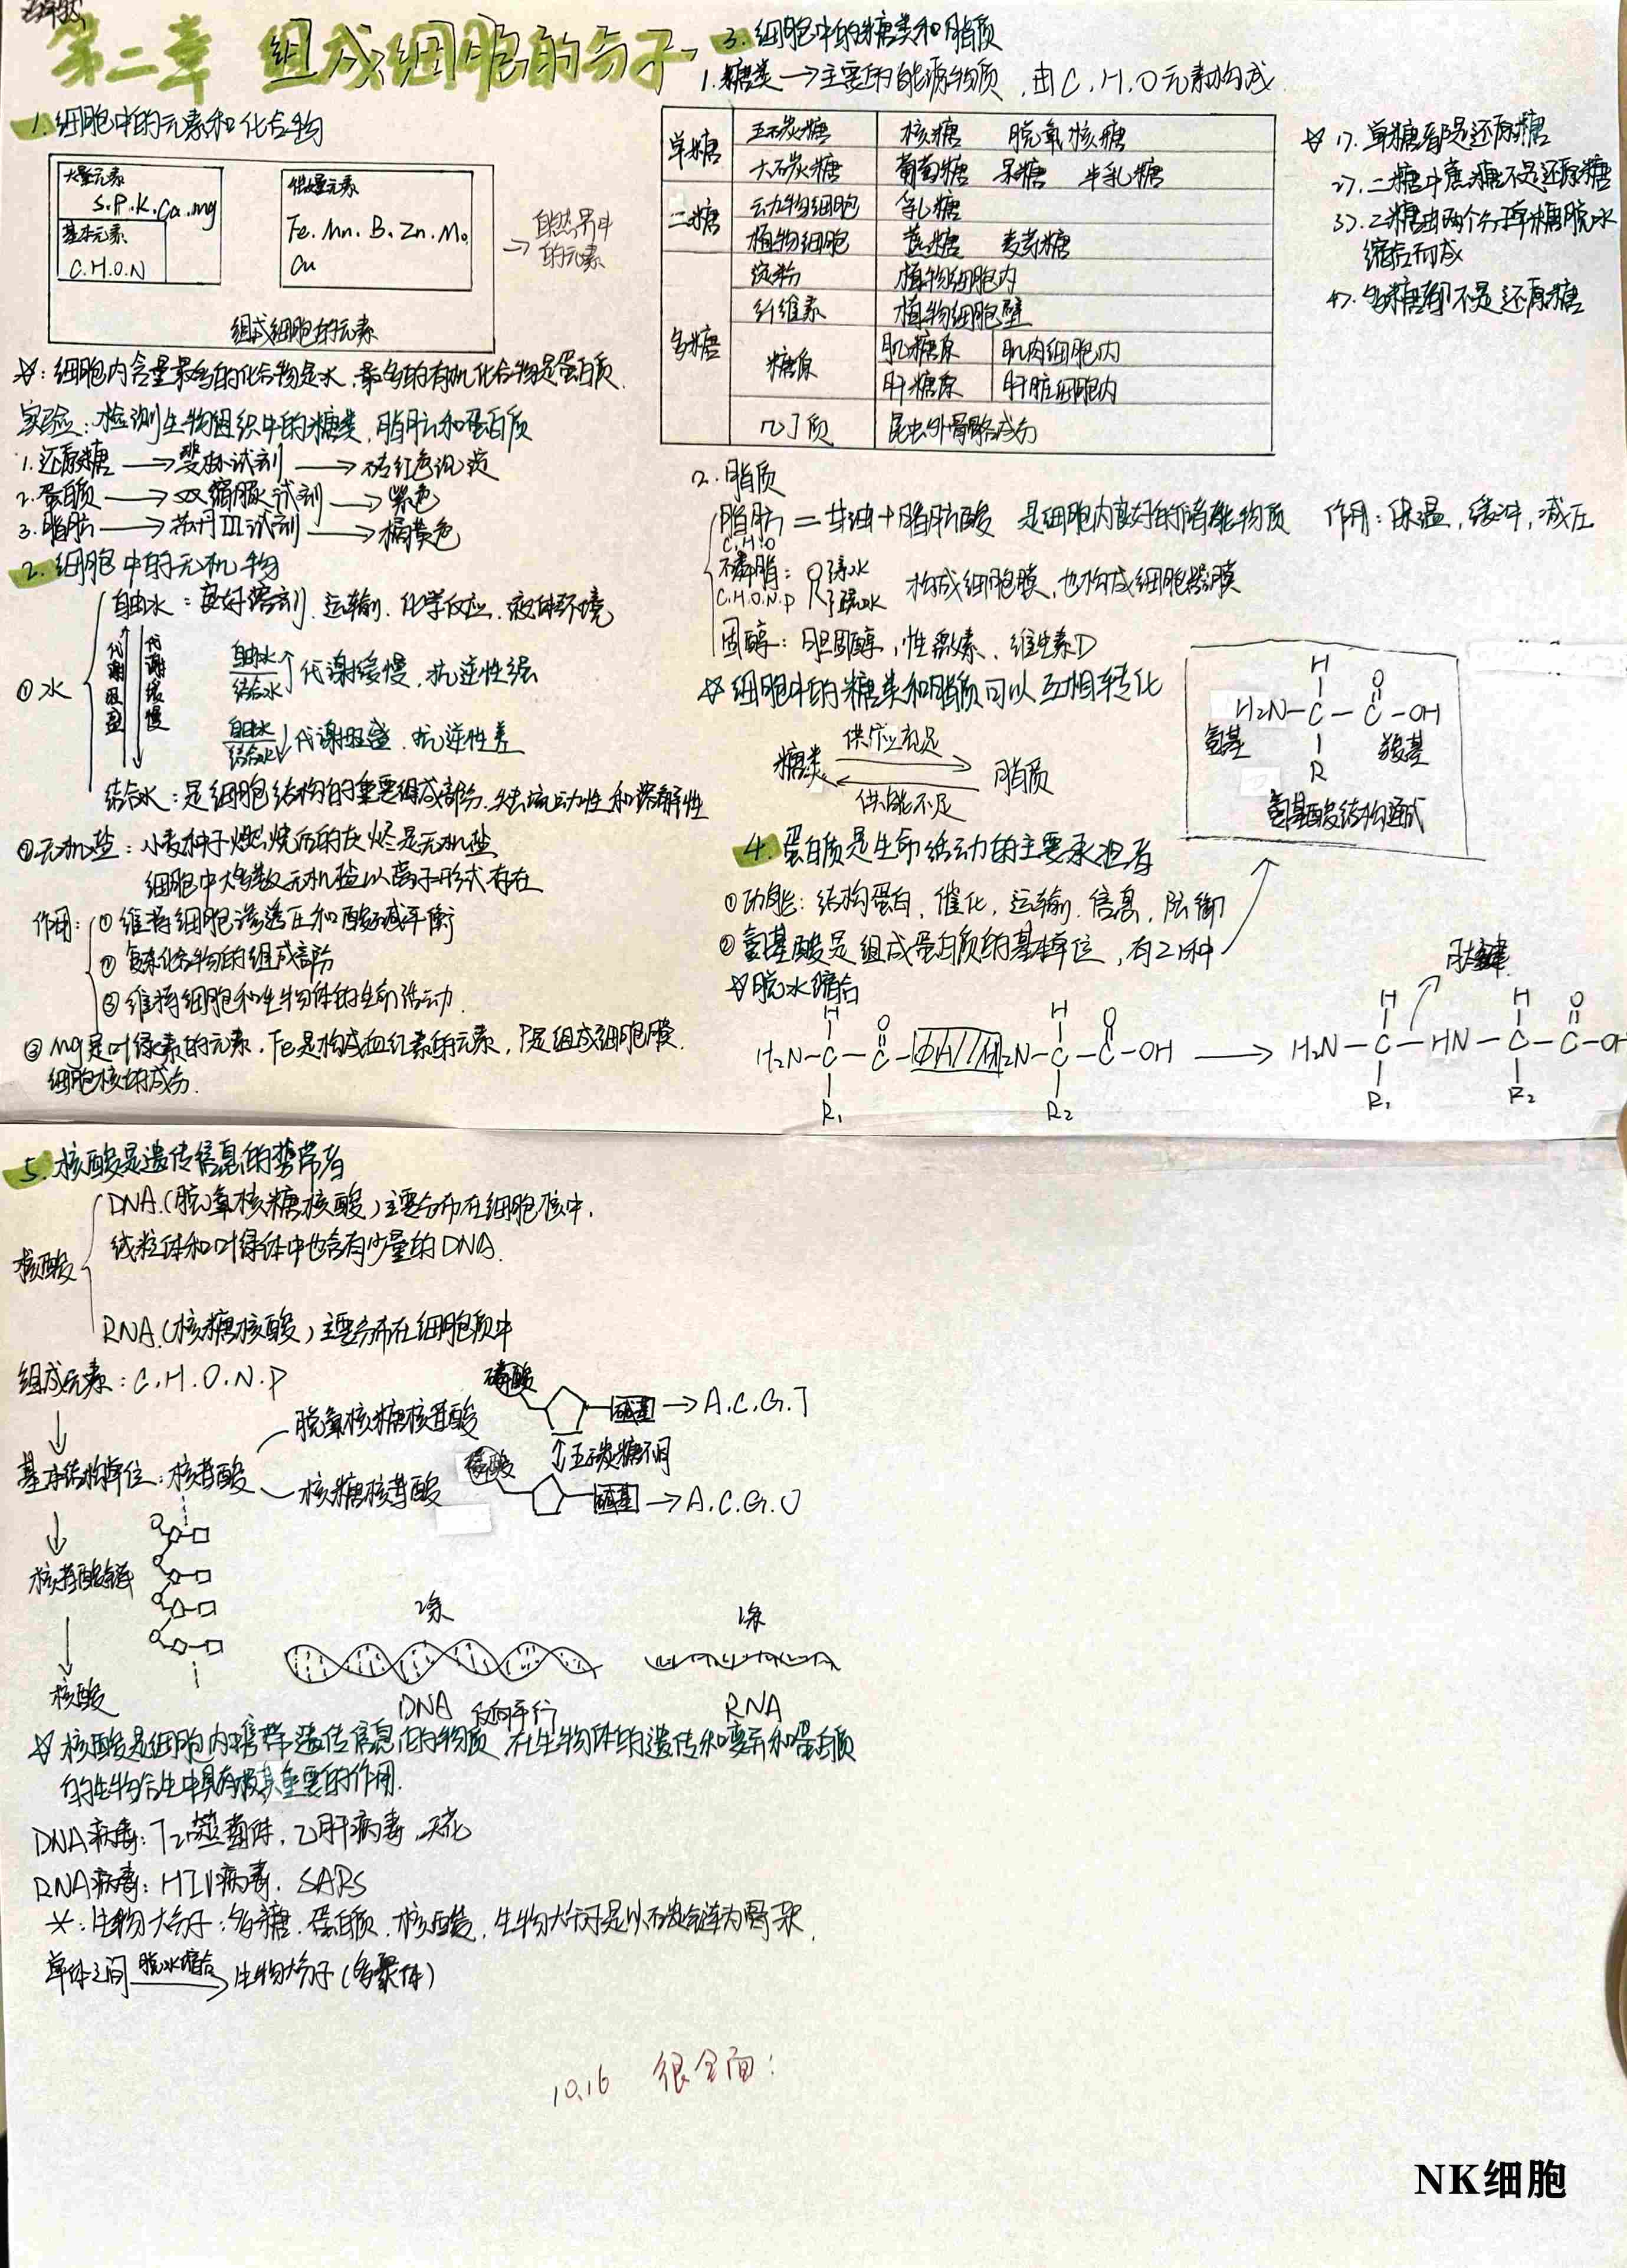 第二章 组成细胞的分子
1. 细胞中的元素和化合物
大量元素
S.P.K.Ca.mg
基本元素
C.H.O.N
微量元素
Fe.Mn.B.Zn.Mo
Cu
组成细胞的元素
→ 自然界中
的元素
☆：细胞内含量最多的化合物是水，最多的有机化合物是蛋白质.
实验：检测生物组织中的糖类，脂肪和蛋白质
1.还原糖 → 斐林试剂 → 砖红色沉淀
2.蛋白质 → 双缩脲试剂 → 紫色
3.脂肪 → 苏丹III试剂 → 橘黄色
2. 细胞中的无机物
自由水：良好溶剂.运输.化学反应.液体环境
①水
代谢旺盛
代谢缓慢
自由水/结合水↑代谢缓慢.抗逆性强
自由水/结合水↓代谢旺盛.抗逆性差
结合水：是细胞结构的重要组成部分.失去流动性和溶解性
②无机盐：小麦种子燃烧后的灰烬是无机盐
细胞中大多数无机盐以离子形式存在
作用：①维持细胞渗透压和酸碱平衡
②复杂化合物的组成部分
③维持细胞和生物体的生命活动.
③Mg是叶绿素的元素.Fe是构成血红素的元素，P是组成细胞膜.
细胞核的成分.
3. 细胞中的糖类和脂质
1.糖类→主要的能源物质.由C.H.O元素构成
单糖 五碳糖 核糖 脱氧核糖
六碳糖 葡萄糖 果糖 半乳糖
二糖 动物细胞 乳糖
植物细胞 蔗糖 麦芽糖
多糖 淀粉 植物细胞内
纤维素 植物细胞壁
糖原 肌糖原 肌肉细胞内
肝糖原 肝脏细胞内
几丁质 昆虫外骨骼成分
☆ 1）.单糖都是还原糖
2）.二糖中蔗糖不是还原糖
3）.二糖由两个分子单糖脱水
缩合而成
4）.多糖都不是还原糖
2.脂质
脂肪=甘油+脂肪酸 是细胞内良好的储能物质 作用：保温，缓冲，减压
C.H.O
磷脂：亲水
C.H.O.N.P 疏水
构成细胞膜，也构成细胞器膜
固醇：胆固醇，性激素、维生素D
☆细胞中的糖类和脂质可以互相转化
供应充足
糖类 脂质
供能不足
H
O
H₂N-C-C-OH
氨基 羧基
R
氨基酸结构通式
4. 蛋白质是生命活动的主要承担者
①功能：结构蛋白，催化，运输.信息，防御
②氨基酸是组成蛋白质的基本单位，有21种
☆脱水缩合
肽键
H O H O H H O
H₂N-C-C-OH H H₂N-C-C-OH → H₂N-C-HN-C-C-OH
R₁ R₂ R₁ R₂
5. 核酸是遗传信息的携带者
DNA.(脱氧核糖核酸)主要分布在细胞核中.
线粒体和叶绿体中也含有少量的DNA.
核酸
RNA.(核糖核酸)主要分布在细胞质中
组成元素：C.H.O.N.P
磷酸 碱基→A.C.G.T
脱氧核糖核苷酸
↕五碳糖不同
基本结构单位：核苷酸
核糖核苷酸
磷酸 碱基→A.C.G.U
核苷酸链
2条 1条
核酸
DNA 反向平行 RNA
☆核酸是细胞内携带遗传信息的物质 在生物体的遗传和变异和蛋白质
的生物合生中具有极其重要的作用.
DNA病毒：T2噬菌体，乙肝病毒.天花
RNA病毒：HIV病毒.SARS
*：生物大分子：多糖.蛋白质.核酸.生物大分子是以碳链为骨架.
单体之间 脱水缩合→生物大分子(多聚体)
10.16 很全面！
NK细胞